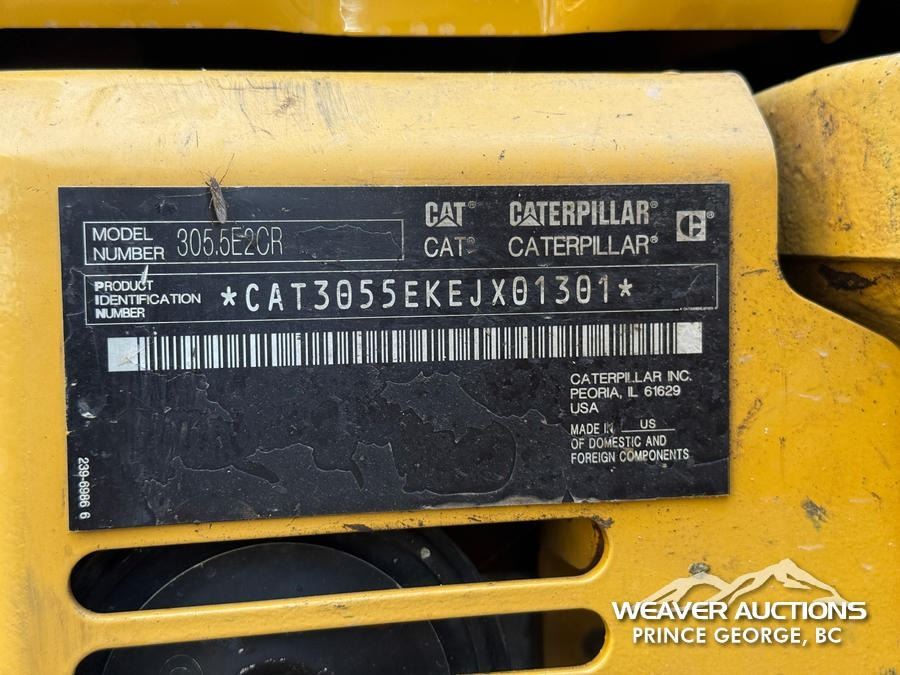 MODEL NUMBER 305.5E2CR
CAT® CATERPILLAR®
CAT® CATERPILLAR® C®
PRODUCT IDENTIFICATION NUMBER *CAT3055EKEJX01301*
CATERPILLAR INC.
PEORIA, IL 61629
USA
MADE IN US
OF DOMESTIC AND
FOREIGN COMPONENTS
239-6986 6
WEAVER AUCTIONS
PRINCE GEORGE, BC